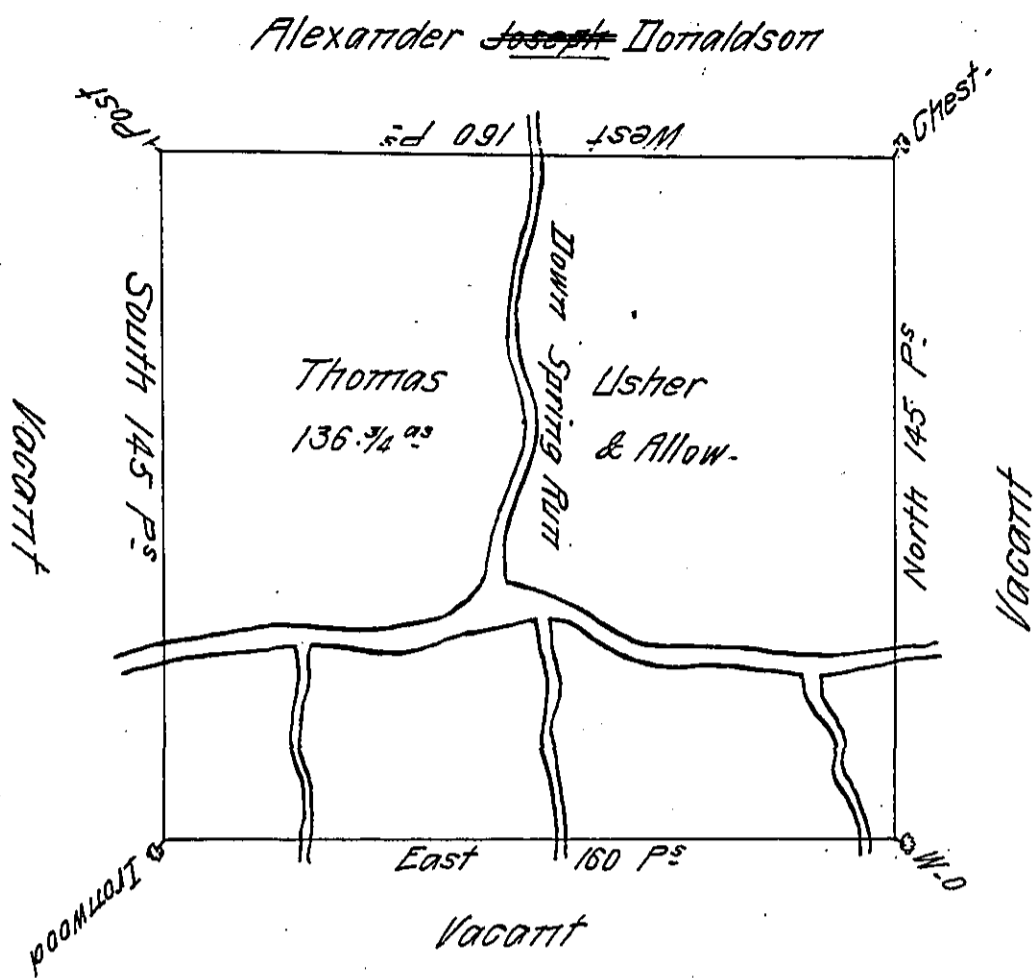 Alexander Joseph Donaldson
Post
West 160 Ps
Chest.
South 145 Ps
Down Spring Run
North 145 Ps
Vacant
Thomas Usher
136. 3/4 as & Allow-
Vacant
Ironwood
East 160 Ps
W-O
Vacant